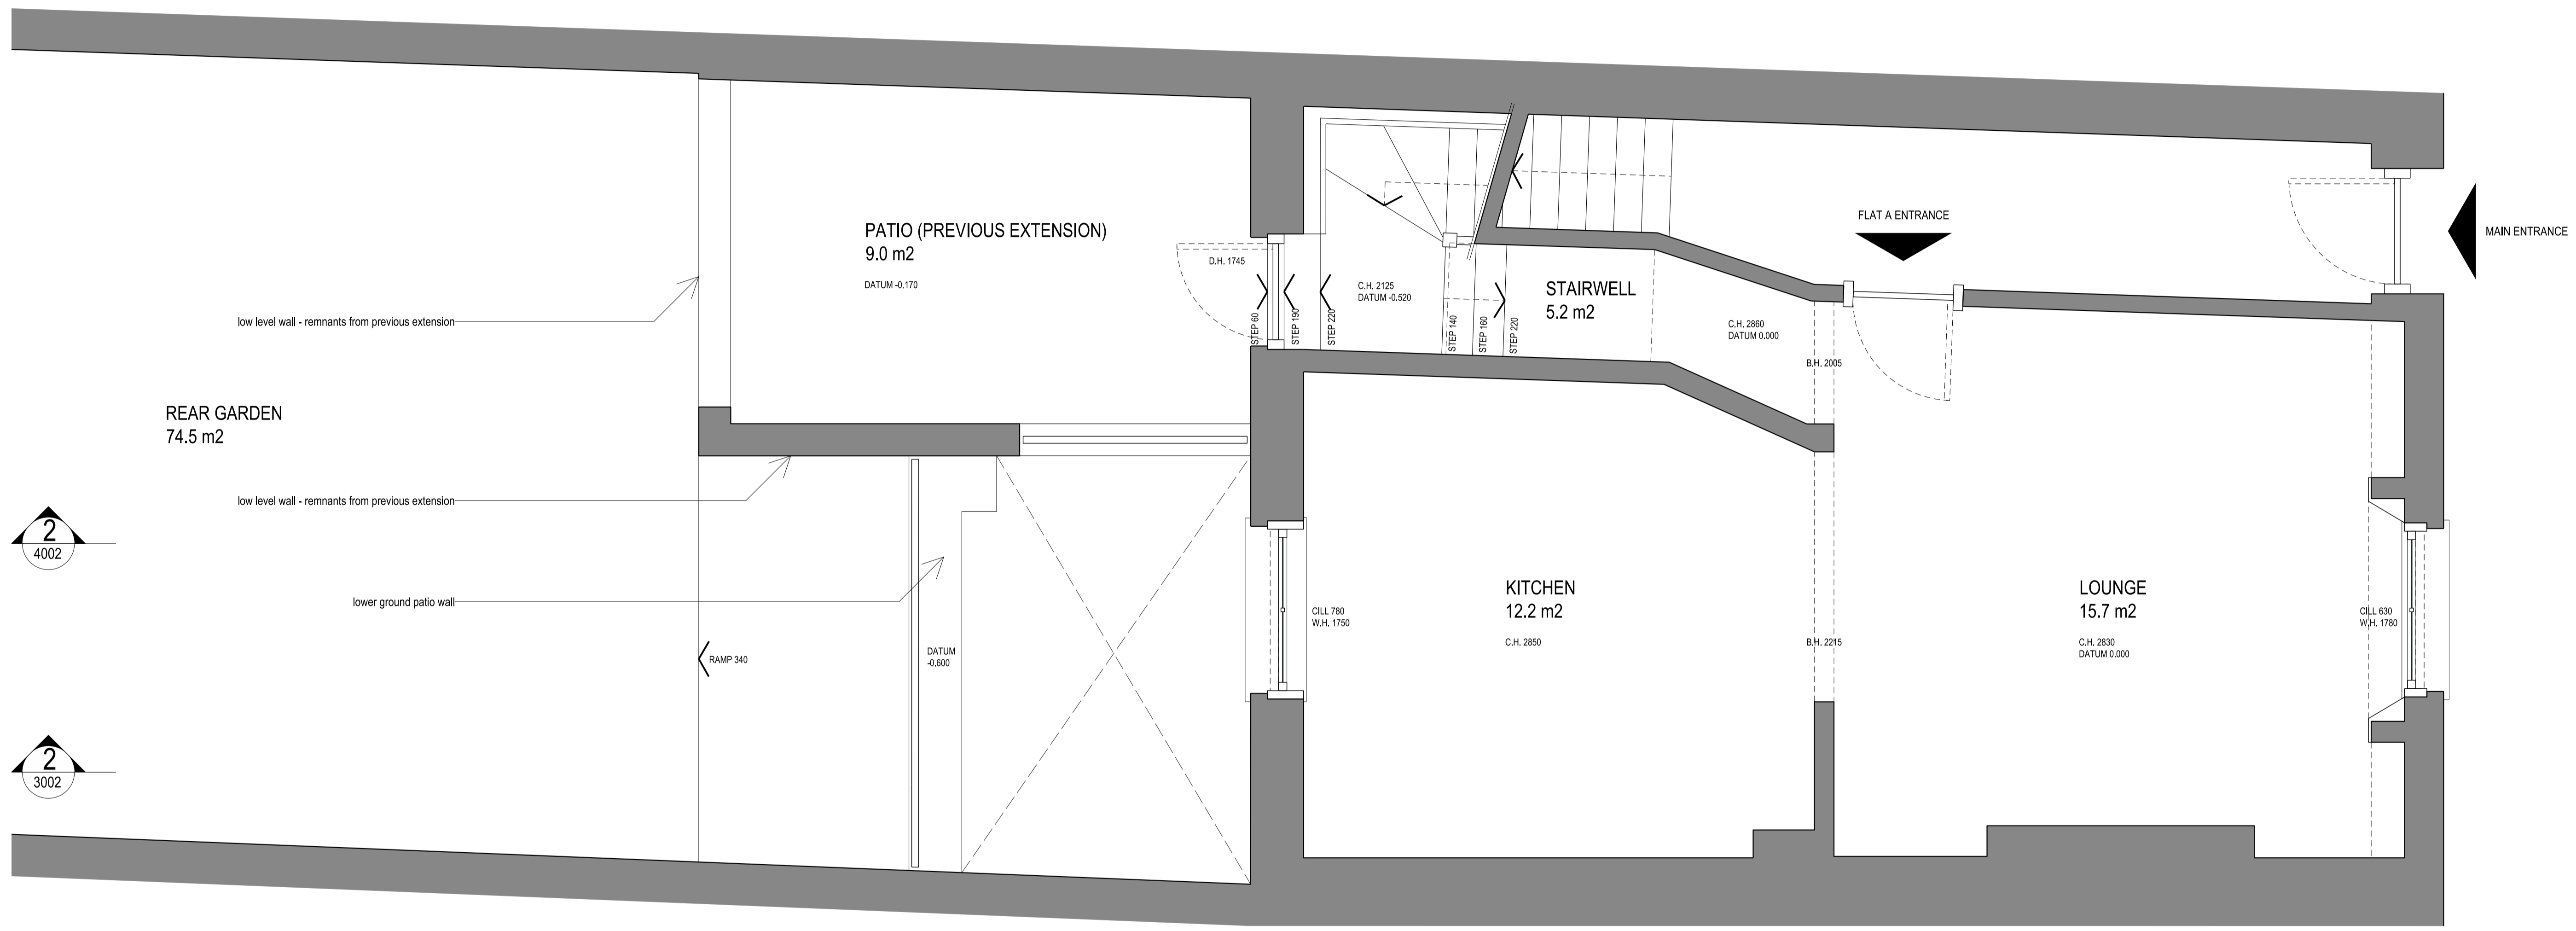 FLAT A ENTRANCE
MAIN ENTRANCE
PATIO (PREVIOUS EXTENSION)
9.0 m2
DATUM -0.170
D.H. 1745
STEP 60
STEP 190
STEP 220
C.H. 2125
DATUM -0.520
STEP 140
STEP 160
STEP 220
STAIRWELL
5.2 m2
C.H. 2860
DATUM 0.000
B.H. 2005
low level wall - remnants from previous extension
REAR GARDEN
74.5 m2
low level wall - remnants from previous extension
2
4002
lower ground patio wall
RAMP 340
DATUM
-0.600
CILL 780
W.H. 1750
KITCHEN
12.2 m2
C.H. 2850
B.H. 2215
LOUNGE
15.7 m2
C.H. 2830
DATUM 0.000
CILL 630
W.H. 1780
2
3002